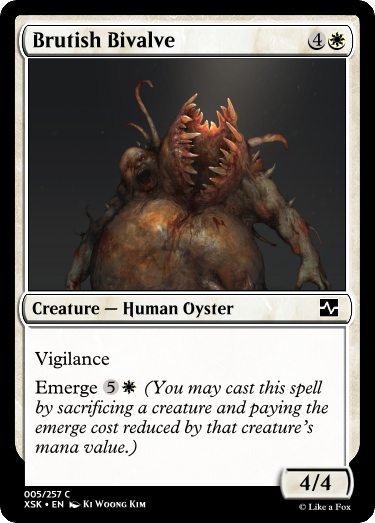 Brutish Bivalve 4
Creature — Human Oyster
Vigilance
Emerge 5 (You may cast this spell
by sacrificing a creature and paying the
emerge cost reduced by that creature's
mana value.)
4/4
005/257 C
XSK • EN Ki Woong Kim
© Like a Fox